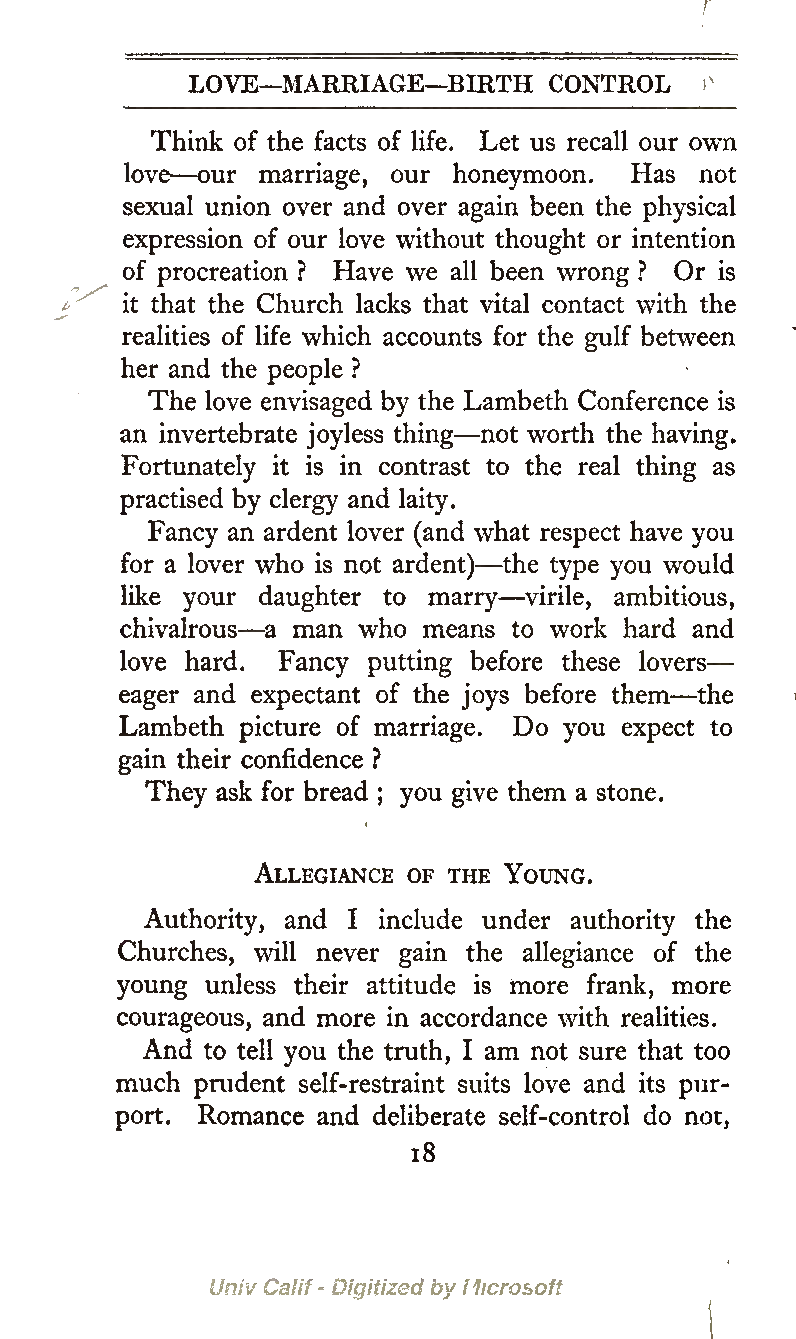 LOVE—MARRIAGE—BIRTH CONTROL
Think of the facts of life. Let us recall our own
love—our marriage, our honeymoon. Has not
sexual union over and over again been the physical
expression of our love without thought or intention
of procreation ? Have we all been wrong ? Or is
it that the Church lacks that vital contact with the
realities of life which accounts for the gulf between
her and the people ?
The love envisaged by the Lambeth Conference is
an invertebrate joyless thing—not worth the having.
Fortunately it is in contrast to the real thing as
practised by clergy and laity.
Fancy an ardent lover (and what respect have you
for a lover who is not ardent)—the type you would
like your daughter to marry—virile, ambitious,
chivalrous—a man who means to work hard and
love hard. Fancy putting before these lovers—
eager and expectant of the joys before them—the
Lambeth picture of marriage. Do you expect to
gain their confidence ?
They ask for bread ; you give them a stone.
ALLEGIANCE OF THE YOUNG.
Authority, and I include under authority the
Churches, will never gain the allegiance of the
young unless their attitude is more frank, more
courageous, and more in accordance with realities.
And to tell you the truth, I am not sure that too
much prudent self-restraint suits love and its pur-
port. Romance and deliberate self-control do not,
18
Univ Calif - Digitized by Microsoft